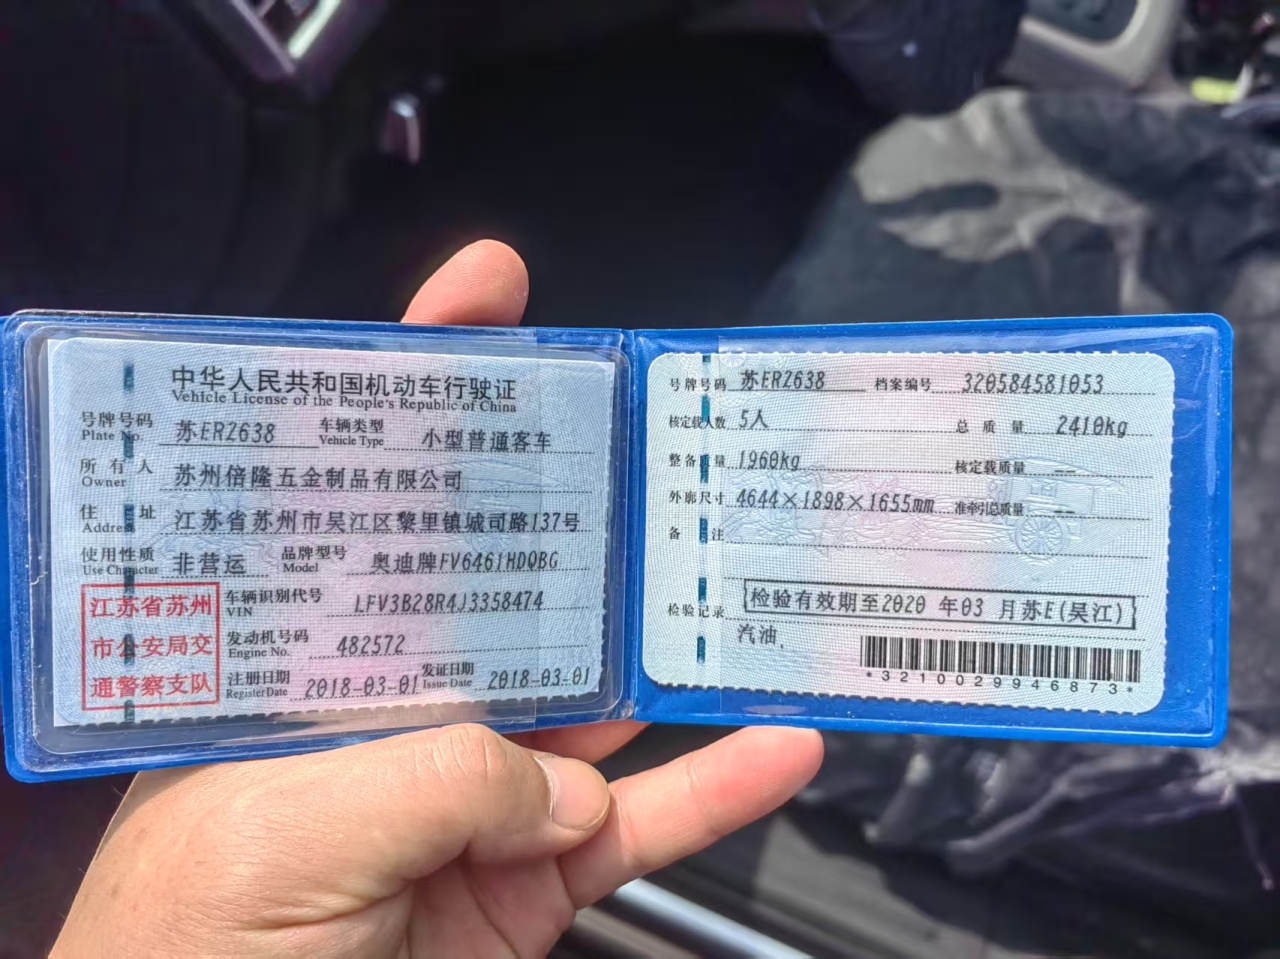 中华人民共和国机动车行驶证
Vehicle License of the People's Republic of China
号牌号码 苏ERZ638 车辆类型 小型普通客车
Plate No. Vehicle Type
所有人 苏州倍隆五金制品有限公司
Owner
住址 江苏省苏州市吴江区黎里镇城司路137号
Address
使用性质 非营运 品牌型号 奥迪牌FV6461HDQBG
Use Character Model
江苏省苏州市公安局交通警察支队
车辆识别代号 LFV3B28R4J3358474
VIN
发动机号码 482572
Engine No.
注册日期 2018-03-01 发证日期 2018-03-01
Register Date Issue Date
号牌号码 苏ERZ638 档案编号 320584581053
核定载人数 5人 总质量 2410kg
整备质量 1960kg 核定载质量 --
外廓尺寸 4644×1898×1655mm 准牵引总质量 --
备注
检验记录 检验有效期至2020年03月苏E(吴江)
汽油
*3210029946873*